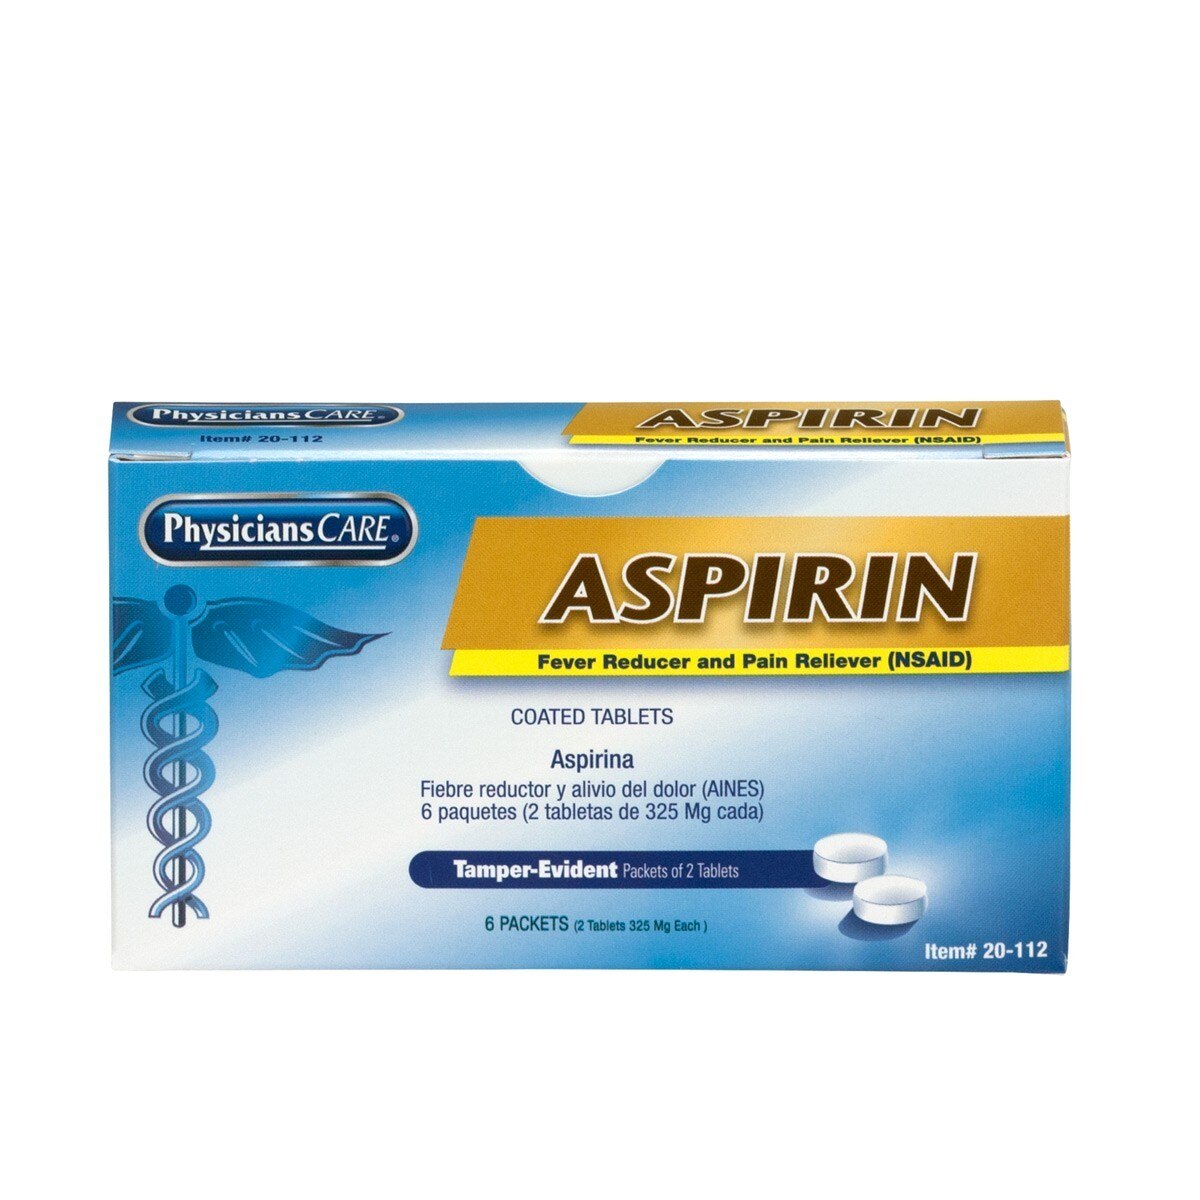 PhysiciansCARE®
Item# 20-112
ASPIRIN
Fever Reducer and Pain Reliever (NSAID)
PhysiciansCARE®
ASPIRIN
Fever Reducer and Pain Reliever (NSAID)
COATED TABLETS
Aspirina
Fiebre reductor y alivio del dolor (AINES)
6 paquetes (2 tabletas de 325 Mg cada)
Tamper-Evident Packets of 2 Tablets
6 PACKETS (2 Tablets 325 Mg Each )
Item# 20-112